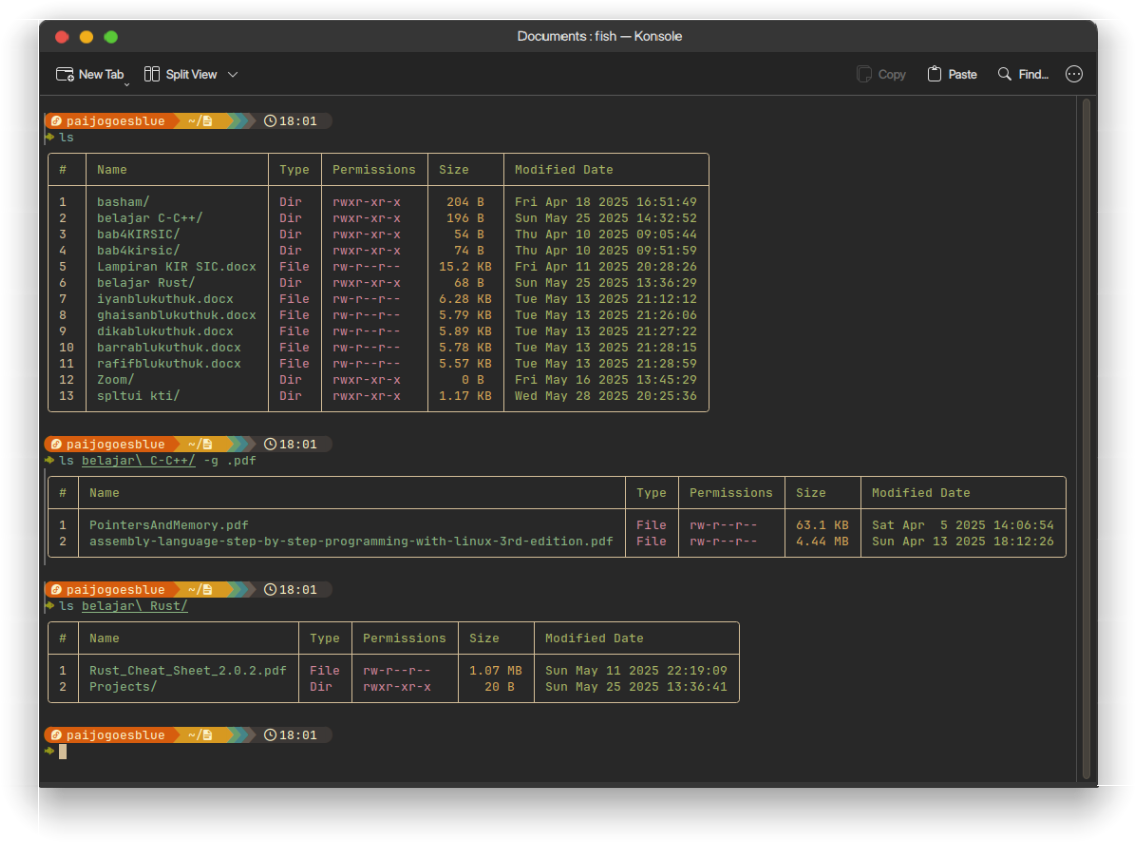 Documents : fish — Konsole
New Tab Split View Copy Paste Find...
paijogoesblue ~/ 18:01
ls
# Name Type Permissions Size Modified Date
1 basham/ Dir rwxr-xr-x 204 B Fri Apr 18 2025 16:51:49
2 belajar C-C++/ Dir rwxr-xr-x 196 B Sun May 25 2025 14:32:52
3 bab4KIRSIC/ Dir rwxr-xr-x 54 B Thu Apr 10 2025 09:05:44
4 bab4kirsic/ Dir rwxr-xr-x 74 B Thu Apr 10 2025 09:51:59
5 Lampiran KIR SIC.docx File rw-r--r-- 15.2 KB Fri Apr 11 2025 20:28:26
6 belajar Rust/ Dir rwxr-xr-x 68 B Sun May 25 2025 13:36:29
7 iyanblukuthuk.docx File rw-r--r-- 6.28 KB Tue May 13 2025 21:12:12
8 ghaisanblukuthuk.docx File rw-r--r-- 5.79 KB Tue May 13 2025 21:26:06
9 dikablukuthuk.docx File rw-r--r-- 5.89 KB Tue May 13 2025 21:27:22
10 barrablukuthuk.docx File rw-r--r-- 5.78 KB Tue May 13 2025 21:28:15
11 rafifblukuthuk.docx File rw-r--r-- 5.57 KB Tue May 13 2025 21:28:59
12 Zoom/ Dir rwxr-xr-x 0 B Fri May 16 2025 13:45:29
13 spltui kti/ Dir rwxr-xr-x 1.17 KB Wed May 28 2025 20:25:36
paijogoesblue ~/ 18:01
ls belajar\ C-C++/ -g .pdf
# Name Type Permissions Size Modified Date
1 PointersAndMemory.pdf File rw-r--r-- 63.1 KB Sat Apr 5 2025 14:06:54
2 assembly-language-step-by-step-programming-with-linux-3rd-edition.pdf File rw-r--r-- 4.44 MB Sun Apr 13 2025 18:12:26
paijogoesblue ~/ 18:01
ls belajar\ Rust/
# Name Type Permissions Size Modified Date
1 Rust_Cheat_Sheet_2.0.2.pdf File rw-r--r-- 1.07 MB Sun May 11 2025 22:19:09
2 Projects/ Dir rwxr-xr-x 20 B Sun May 25 2025 13:36:41
paijogoesblue ~/ 18:01